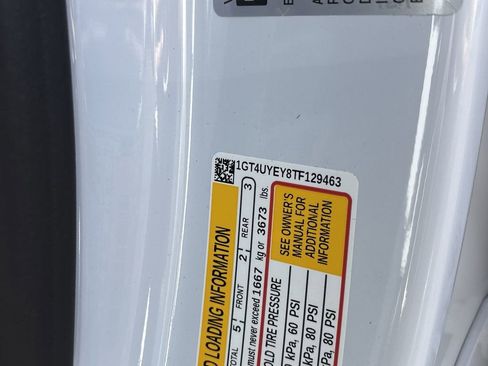 1GT4UYEY8TF129463
D LOADING INFORMATION
TOTAL 5 FRONT 2 REAR 3
must never exceed 1667 kg or 3673 lbs.
OLD TIRE PRESSURE
kPa, 60 PSI
kPa, 80 PSI
kPa, 80 PSI
SEE OWNER'S
MANUAL FOR
ADDITIONAL
INFORMATION